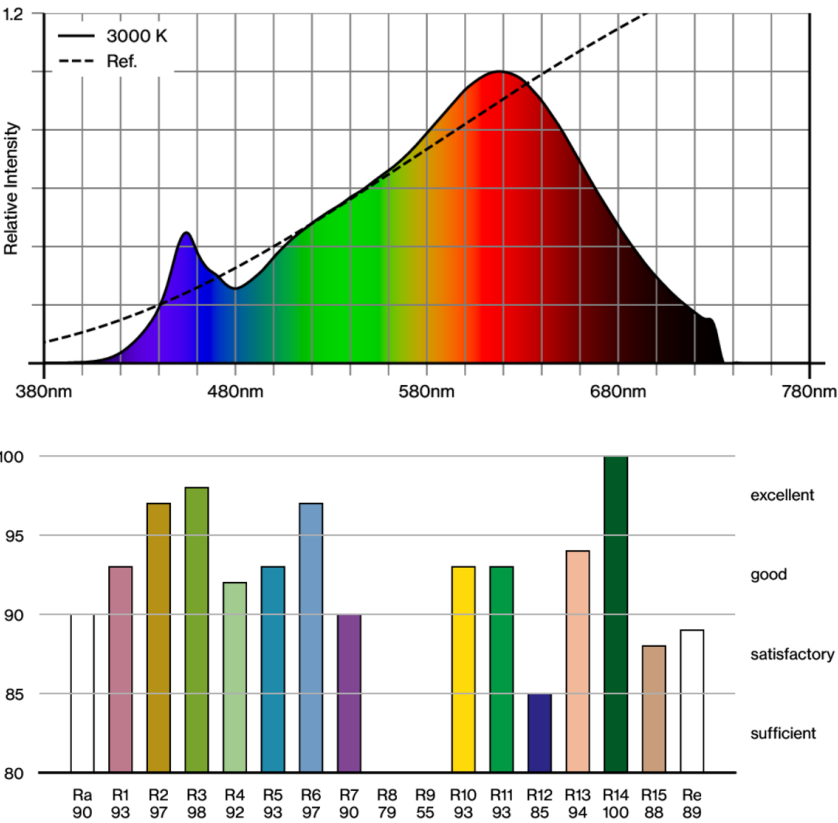 1.2
3000 K
Ref.
Relative Intensity
380nm 480nm 580nm 680nm 780nm
100
excellent
95
good
90
satisfactory
85
sufficient
80
Ra R1 R2 R3 R4 R5 R6 R7 R8 R9 R10 R11 R12 R13 R14 R15 Re
90 93 97 98 92 93 97 90 79 55 93 93 85 94 100 88 89